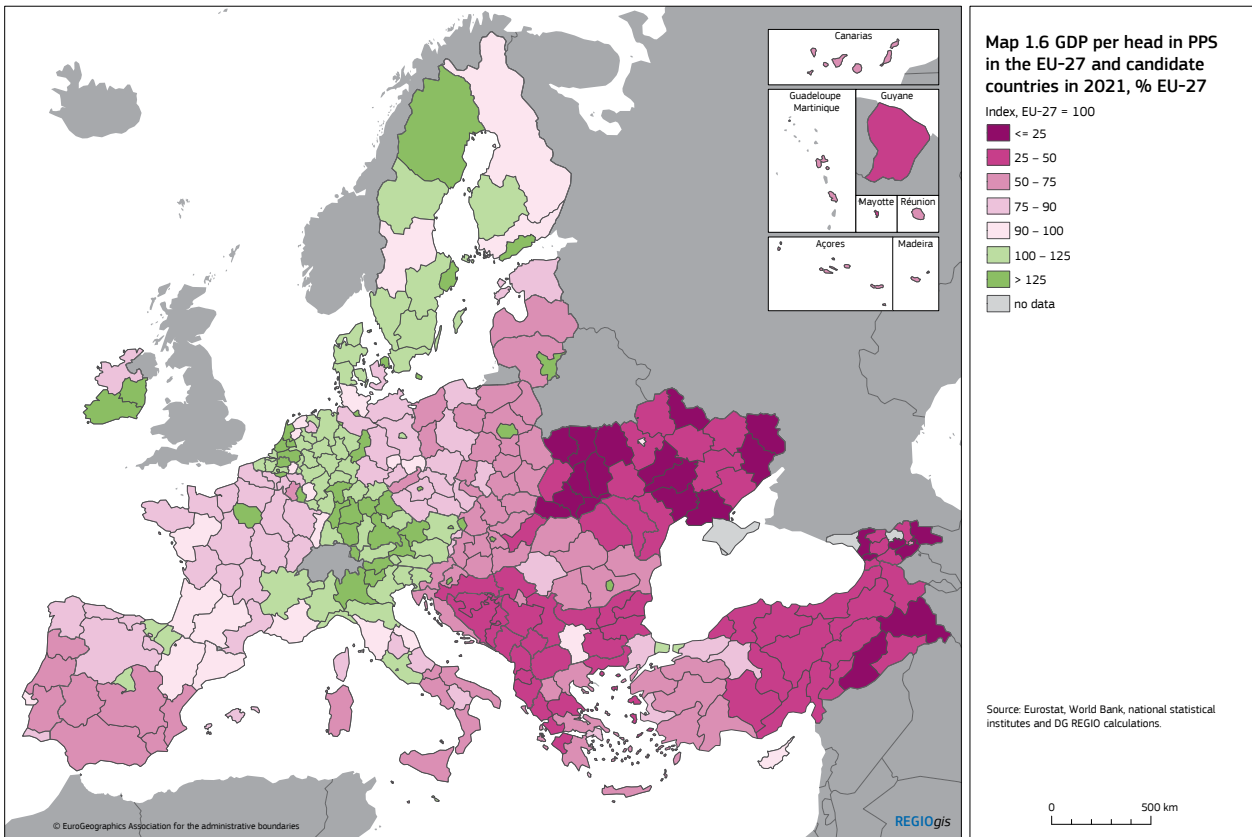 Canarias
Guadeloupe
Martinique
Guyane
Mayotte
Réunion
Açores
Madeira
© EuroGeographics Association for the administrative boundaries
REGIOgis
Map 1.6 GDP per head in PPS
in the EU-27 and candidate
countries in 2021, % EU-27
Index, EU-27 = 100
<= 25
25 – 50
50 – 75
75 – 90
90 – 100
100 – 125
> 125
no data
Source: Eurostat, World Bank, national statistical
institutes and DG REGIO calculations.
0 500 km